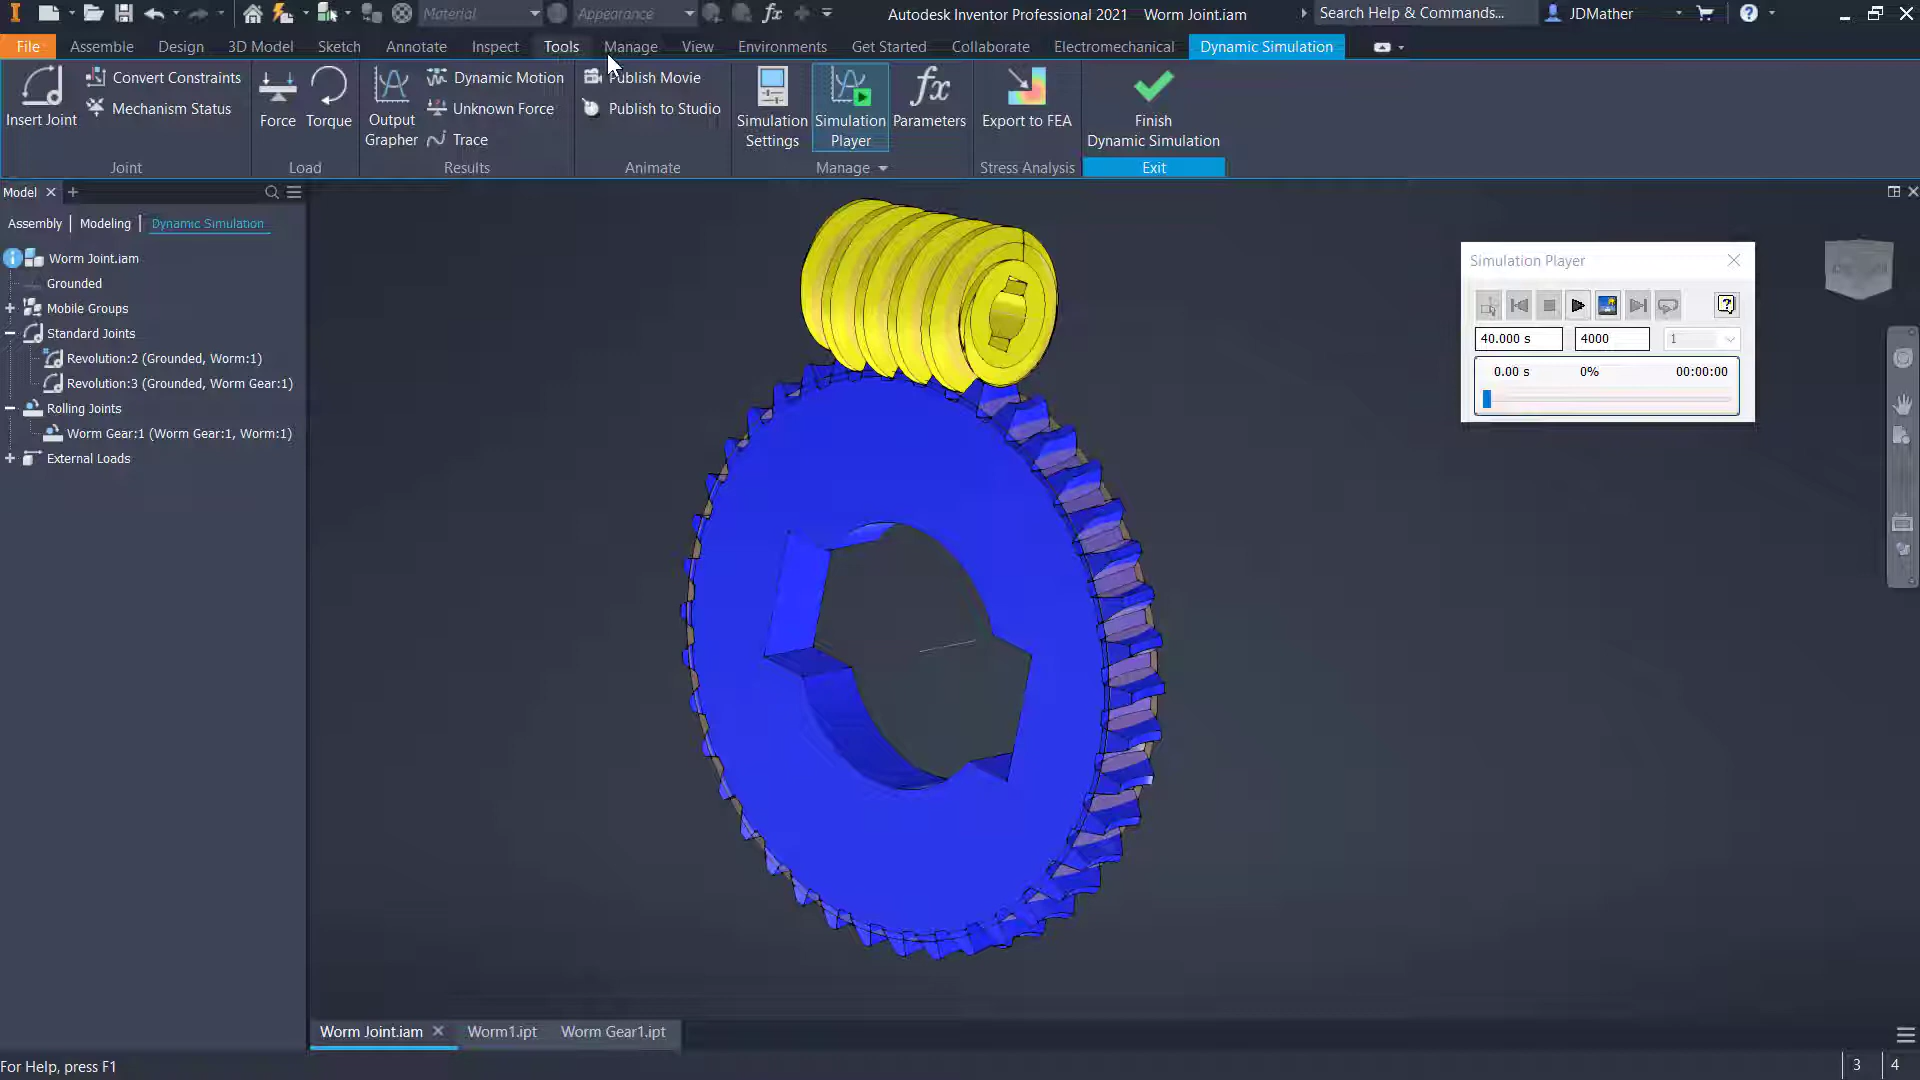 Material
Appearance
fx
Autodesk Inventor Professional 2021 Worm Joint.iam
Search Help & Commands...
JDMather
File
Assemble
Design
3D Model
Sketch
Annotate
Inspect
Tools
Manage
View
Environments
Get Started
Collaborate
Electromechanical
Dynamic Simulation
Insert Joint
Convert Constraints
Mechanism Status
Joint
Force
Torque
Load
Output
Grapher
Dynamic Motion
Unknown Force
Trace
Results
Publish Movie
Publish to Studio
Animate
Simulation
Settings
Simulation
Player
fx
Parameters
Manage
Export to FEA
Stress Analysis
Finish
Dynamic Simulation
Exit
Model
Assembly
Modeling
Dynamic Simulation
Worm Joint.iam
Grounded
Mobile Groups
Standard Joints
Revolution:2 (Grounded, Worm:1)
Revolution:3 (Grounded, Worm Gear:1)
Rolling Joints
Worm Gear:1 (Worm Gear:1, Worm:1)
External Loads
Simulation Player
40.000 s
4000
1
0.00 s
0%
00:00:00
Worm Joint.iam
Worm1.ipt
Worm Gear1.ipt
For Help, press F1
3
4